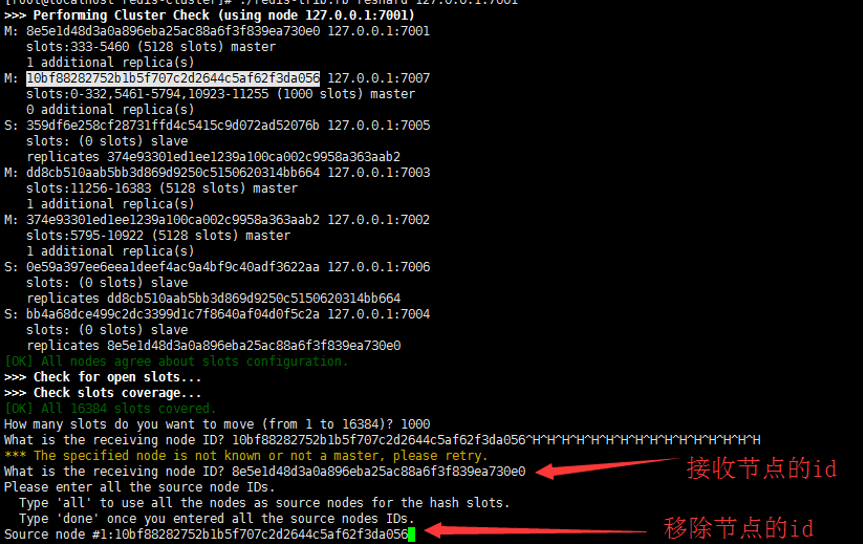 [root@localhost redis-cluster]# ./redis-trib.rb reshard 127.0.0.1:7001
>>> Performing Cluster Check (using node 127.0.0.1:7001)
M: 8e5e1d48d3a0a896eba25ac88a6f3f839ea730e0 127.0.0.1:7001
   slots:333-5460 (5128 slots) master
   1 additional replica(s)
M: 10bf88282752b1b5f707c2d2644c5af62f3da056 127.0.0.1:7007
   slots:0-332,5461-5794,10923-11255 (1000 slots) master
   0 additional replica(s)
S: 359df6e258cf28731ffd4c5415c9d072ad52076b 127.0.0.1:7005
   slots: (0 slots) slave
   replicates 374e93301ed1ee1239a100ca002c9958a363aab2
M: dd8cb510aab5bb3d869d9250c5150620314bb664 127.0.0.1:7003
   slots:11256-16383 (5128 slots) master
   1 additional replica(s)
M: 374e93301ed1ee1239a100ca002c9958a363aab2 127.0.0.1:7002
   slots:5795-10922 (5128 slots) master
   1 additional replica(s)
S: 0e59a397ee6eea1deef4ac9a4bf9c40adf3622aa 127.0.0.1:7006
   slots: (0 slots) slave
   replicates dd8cb510aab5bb3d869d9250c5150620314bb664
S: bb4a68dce499c2dc3399d1c7f8640af04d0f5c2a 127.0.0.1:7004
   slots: (0 slots) slave
   replicates 8e5e1d48d3a0a896eba25ac88a6f3f839ea730e0
[OK] All nodes agree about slots configuration.
>>> Check for open slots...
>>> Check slots coverage...
[OK] All 16384 slots covered.
How many slots do you want to move (from 1 to 16384)? 1000
What is the receiving node ID? 10bf88282752b1b5f707c2d2644c5af62f3da056^H^H^H^H^H^H^H^H^H^H^H^H^H^H^H^H
*** The specified node is not known or not a master, please retry.
What is the receiving node ID? 8e5e1d48d3a0a896eba25ac88a6f3f839ea730e0
接收节点的id
Please enter all the source node IDs.
  Type 'all' to use all the nodes as source nodes for the hash slots.
  Type 'done' once you entered all the source nodes IDs.
Source node #1:10bf88282752b1b5f707c2d2644c5af62f3da056
移除节点的id